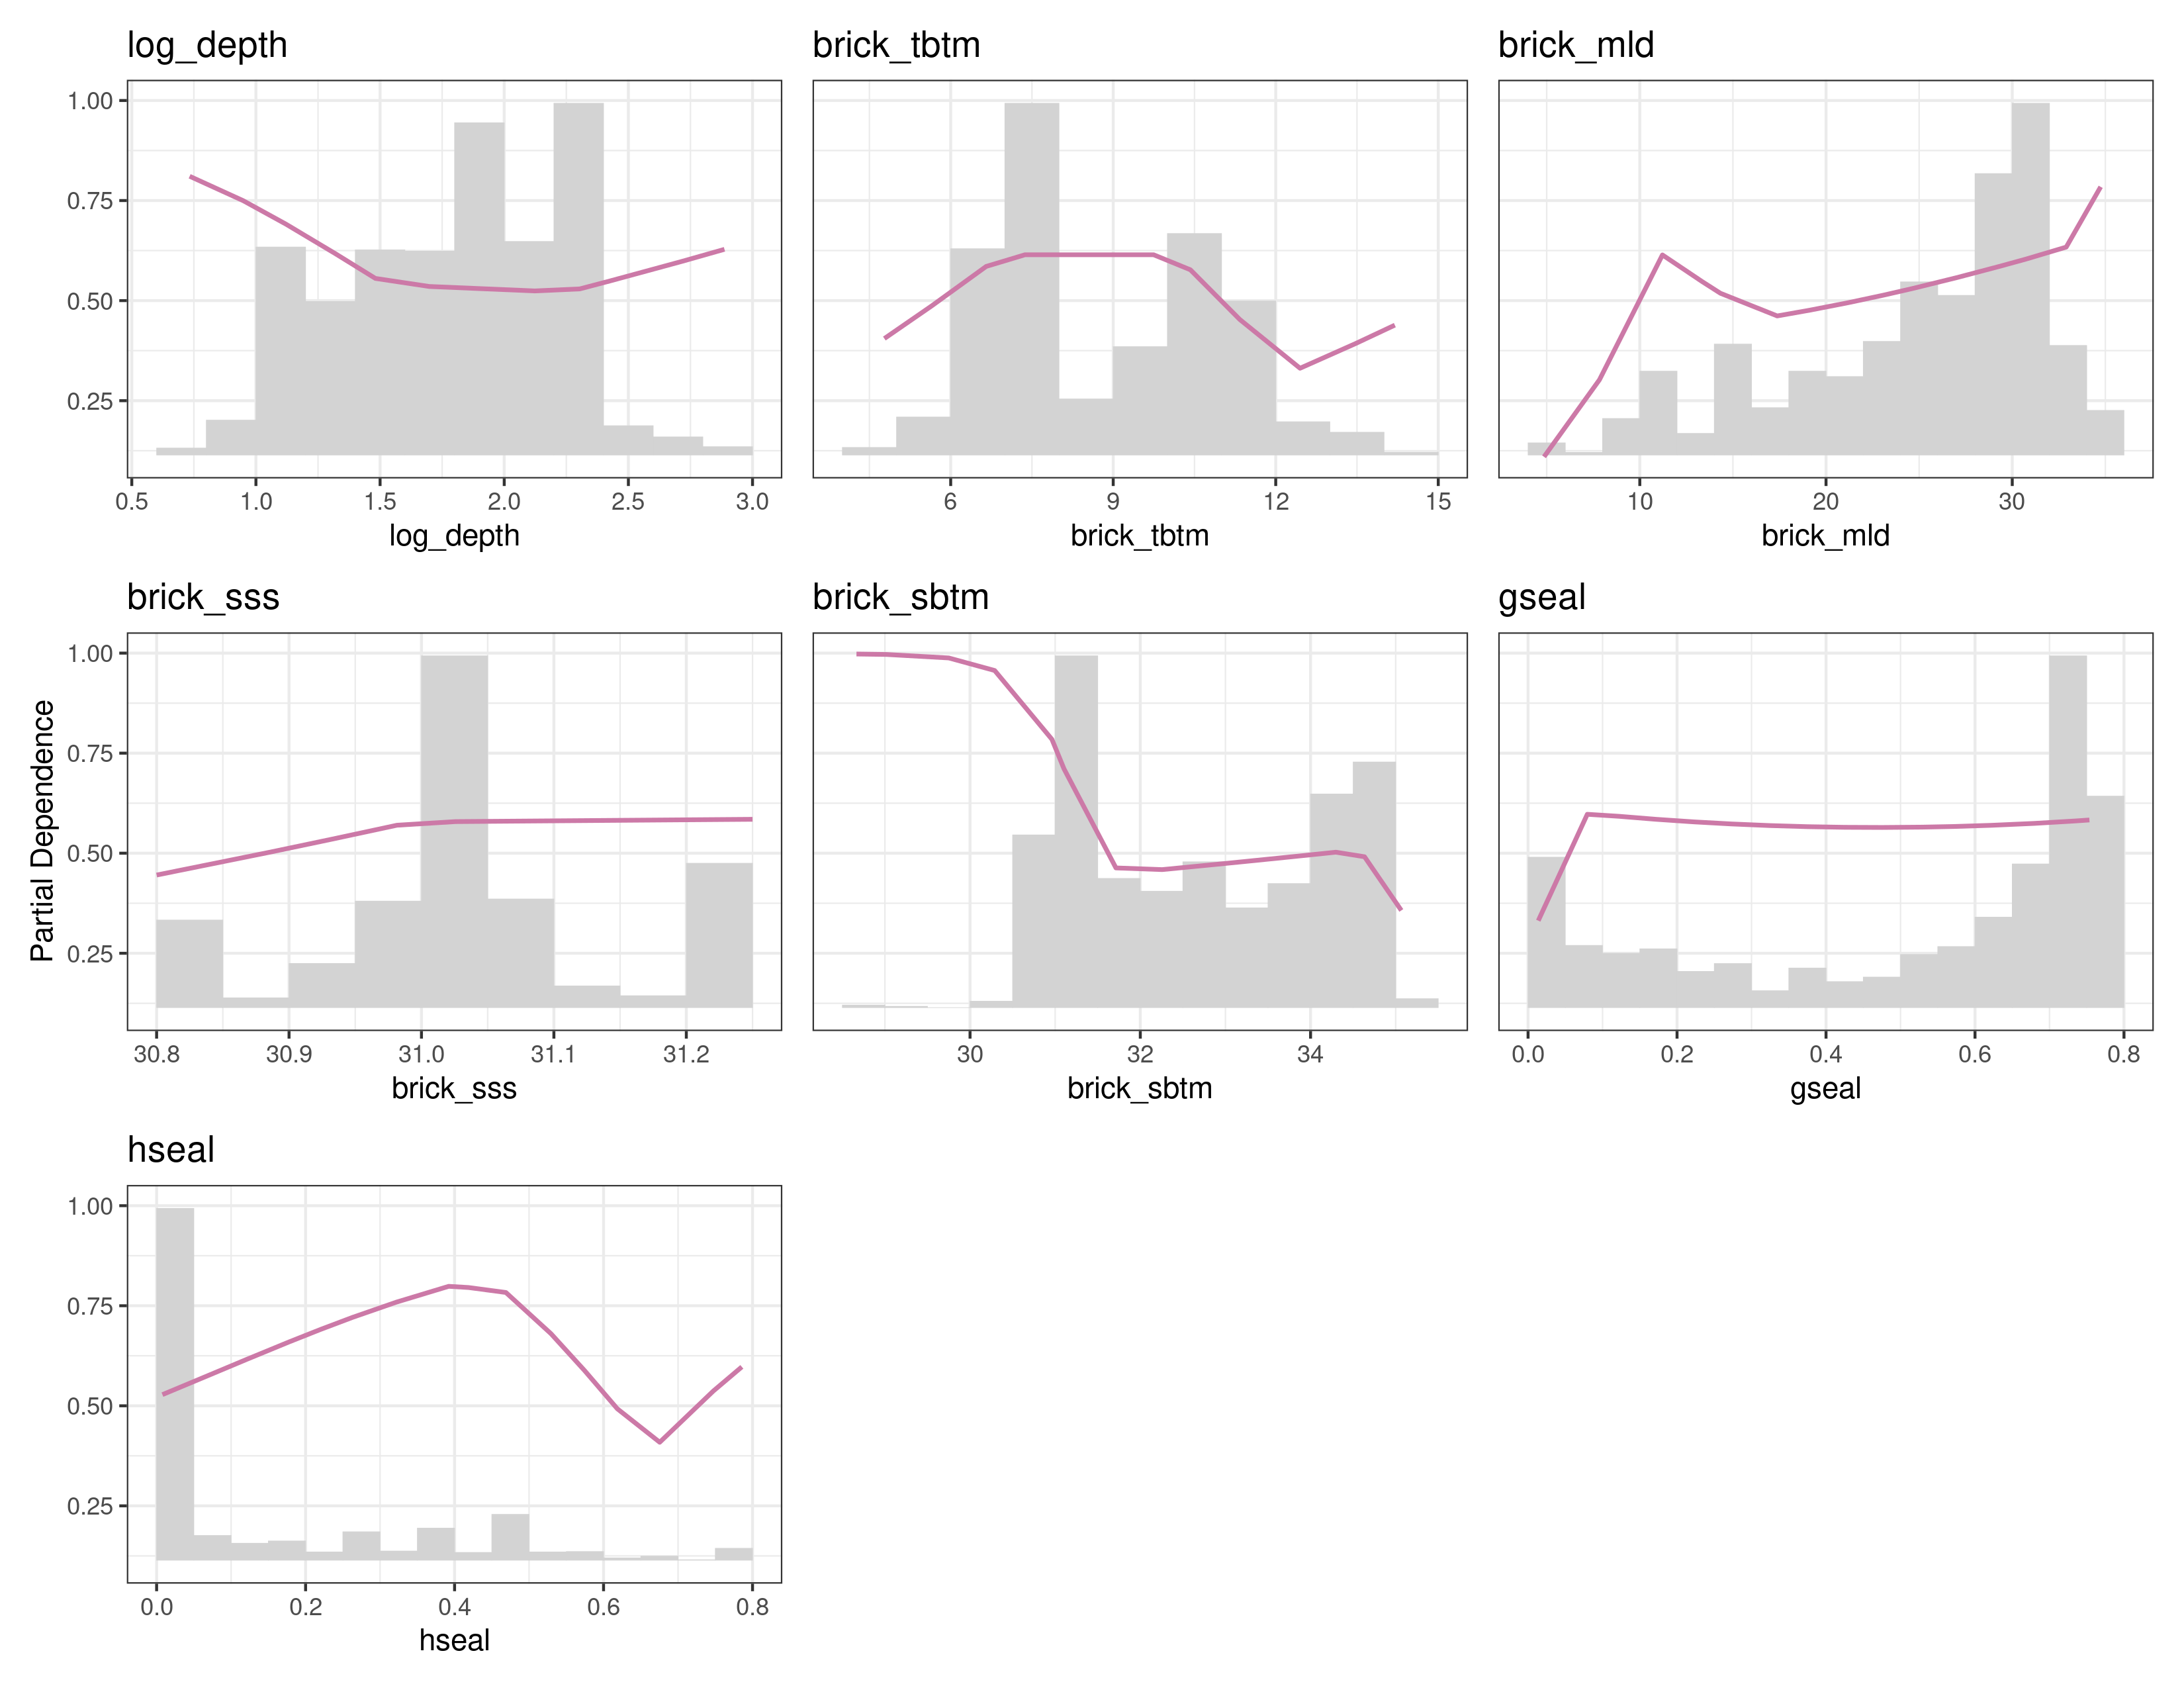 log_depth
brick_tbtm
brick_mld
1.00
0.75
0.50
0.25
0.5 1.0 1.5 2.0 2.5 3.0
6 9 12 15
10 20 30
log_depth
brick_tbtm
brick_mld
brick_sss
brick_sbtm
gseal
Partial Dependence
1.00
0.75
0.50
0.25
30.8 30.9 31.0 31.1 31.2
30 32 34
0.0 0.2 0.4 0.6 0.8
brick_sss
brick_sbtm
gseal
hseal
1.00
0.75
0.50
0.25
0.0 0.2 0.4 0.6 0.8
hseal